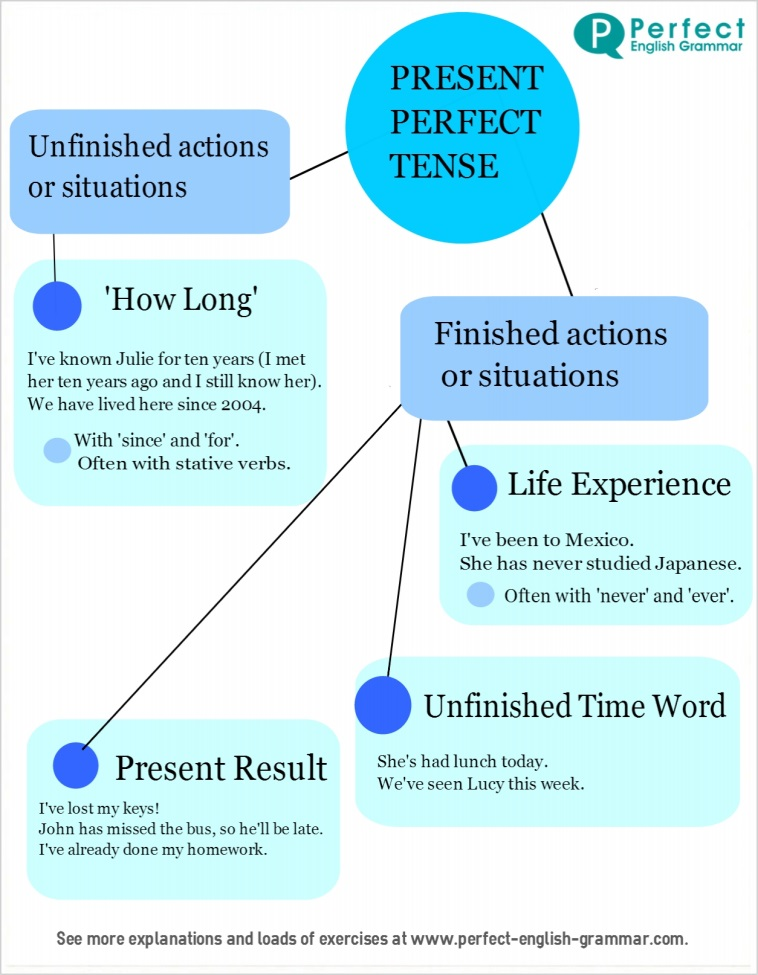 P Perfect
English Grammar
PRESENT
PERFECT
TENSE
Unfinished actions
or situations
'How Long'
I've known Julie for ten years (I met
her ten years ago and I still know her).
We have lived here since 2004.
With 'since' and 'for'.
Often with stative verbs.
Finished actions
or situations
Life Experience
I've been to Mexico.
She has never studied Japanese.
Often with 'never' and 'ever'.
Unfinished Time Word
She's had lunch today.
We've seen Lucy this week.
Present Result
I've lost my keys!
John has missed the bus, so he'll be late.
I've already done my homework.
See more explanations and loads of exercises at www.perfect-english-grammar.com.